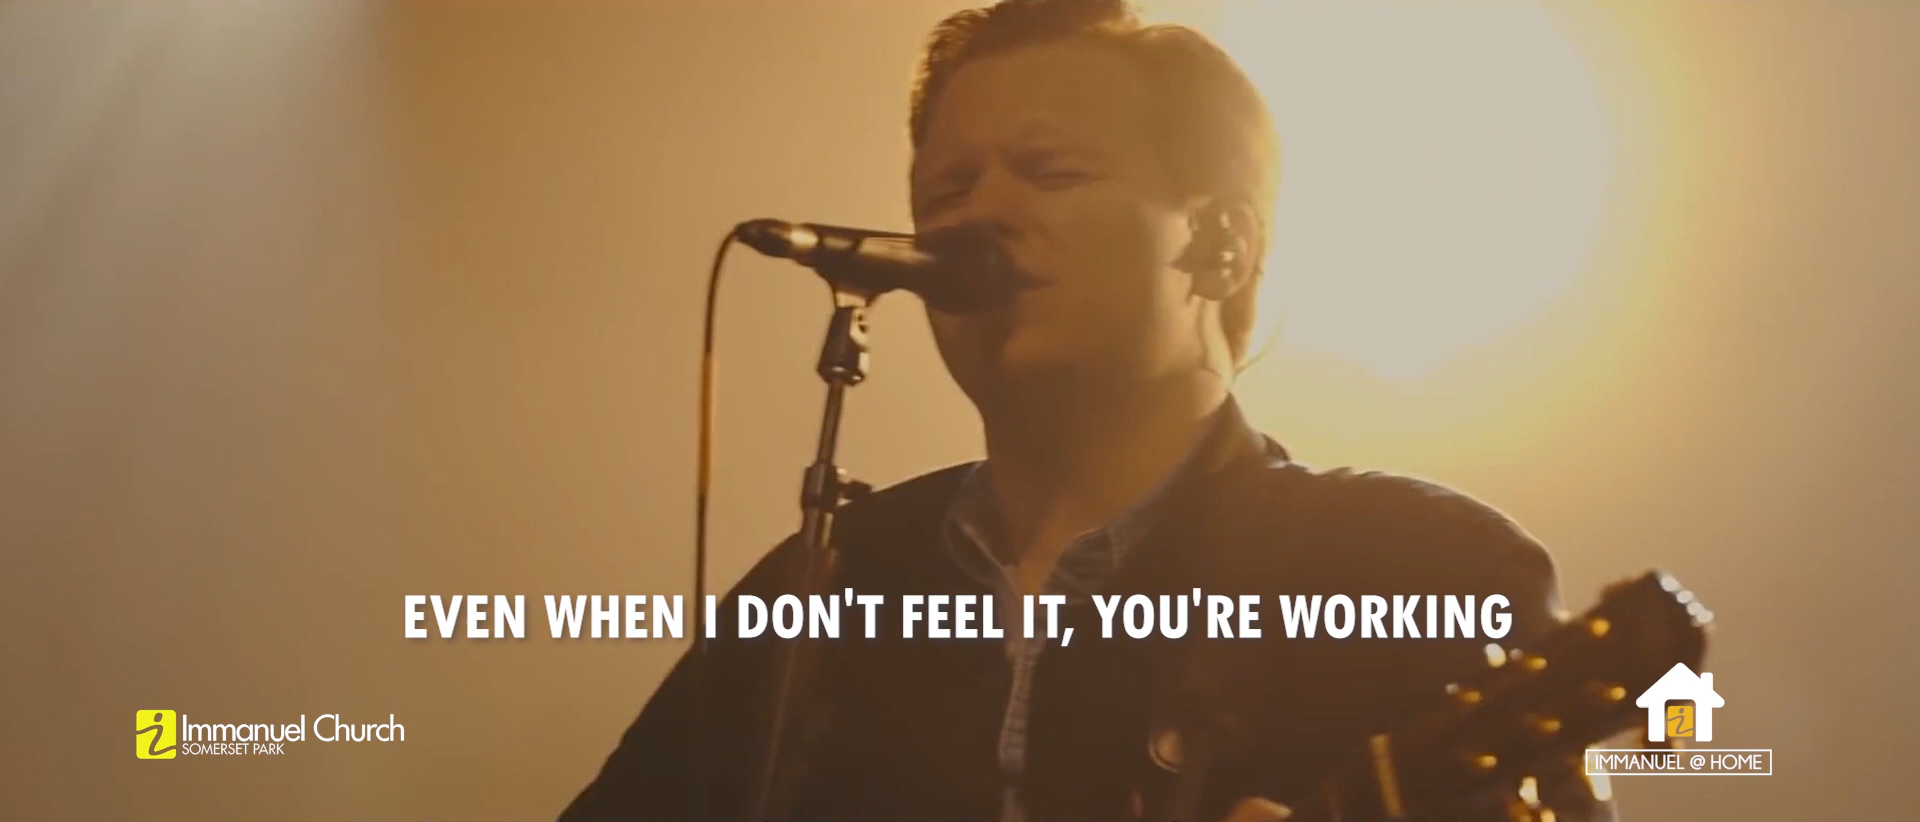 EVEN WHEN I DON'T FEEL IT, YOU'RE WORKING
Immanuel Church
SOMERSET PARK
i
IMMANUEL @ HOME